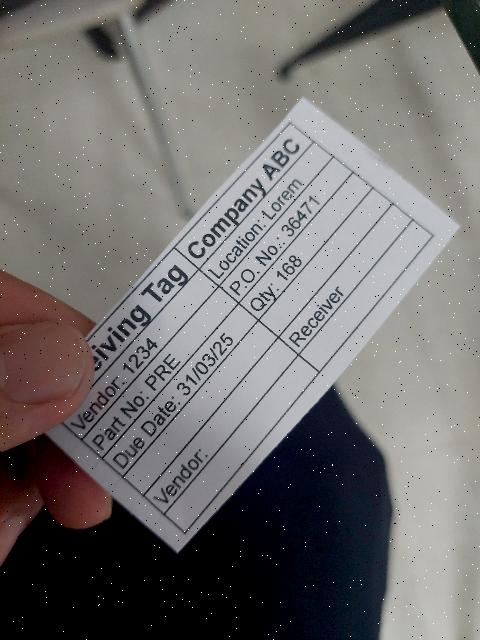 iving Tag Company ABC
Vendor: 1234 Location: Lorem
Part No: PRE P.O. No.: 36471
Due Date: 31/03/25 Qty: 168
Vendor: Receiver